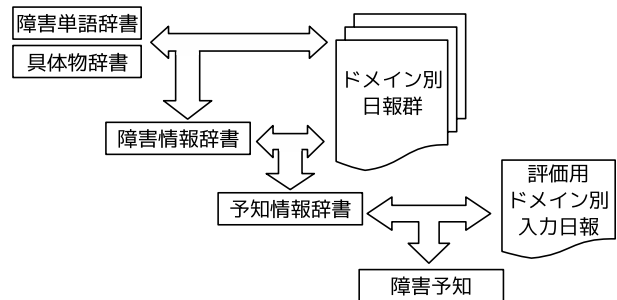 障害単語辞書
具体物辞書
ドメイン別
日報群
障害情報辞書
予知情報辞書
評価用
ドメイン別
入力日報
障害予知